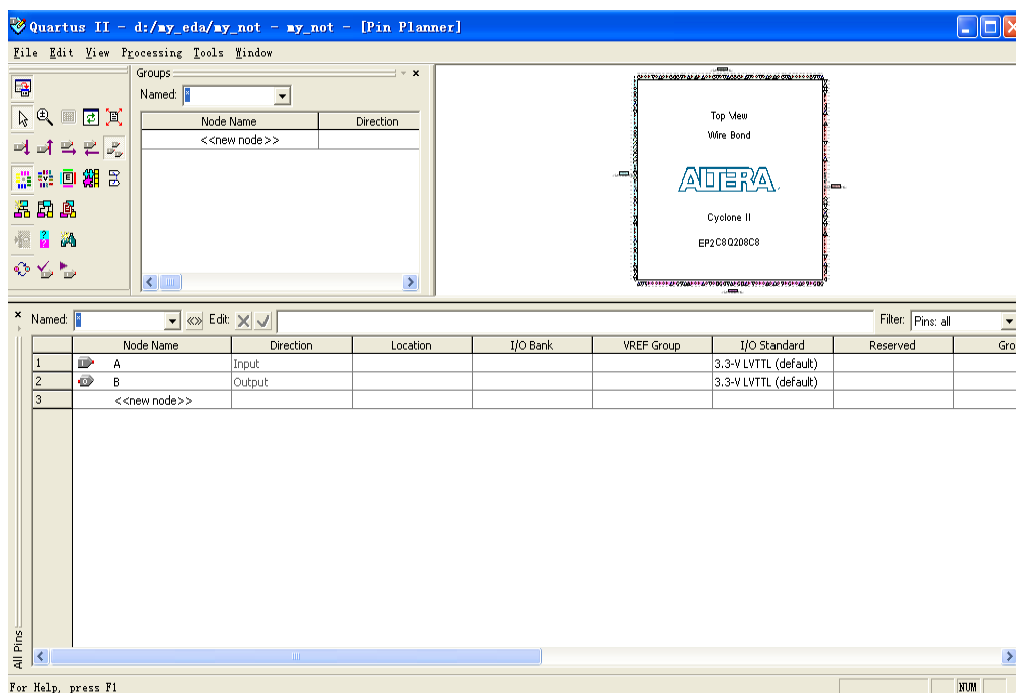 Quartus II - d:/my_eda/my_not - my_not - [Pin Planner]
File Edit View Processing Tools Window
Groups
Named: *
Node Name Direction
<<new node>>
Top View
Wire Bond
ALTERA
Cyclone II
EP2C8Q208C8
Named: * Edit: Filter: Pins: all
Node Name Direction Location I/O Bank VREF Group I/O Standard Reserved Gro
1 A Input 3.3-V LVTTL (default)
2 B Output 3.3-V LVTTL (default)
3 <<new node>>
All Pins
For Help, press F1 NUM